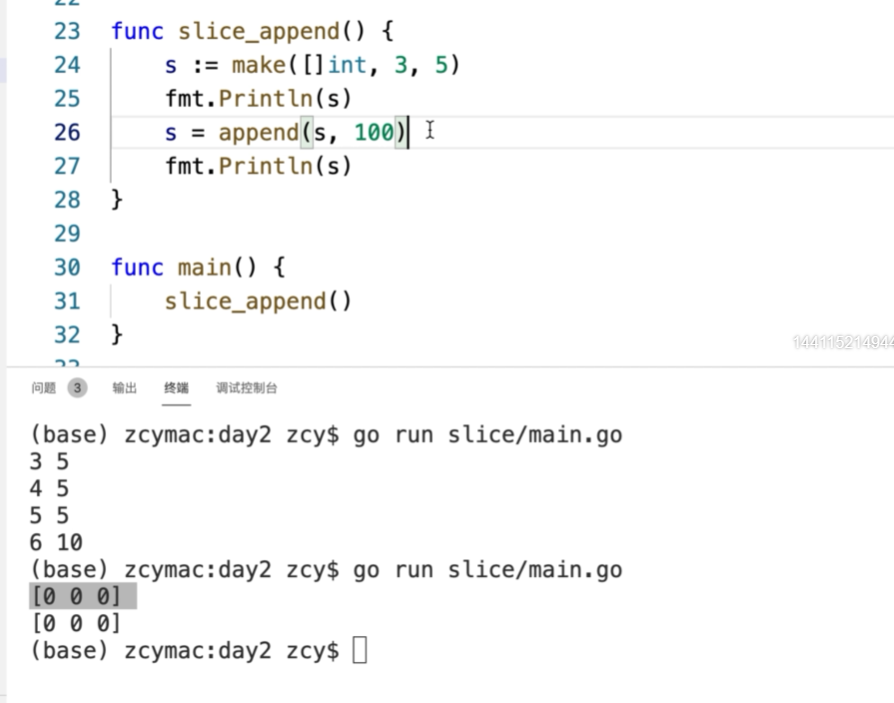 23 func slice_append() {
24 s := make([]int, 3, 5)
25 fmt.Println(s)
26 s = append(s, 100)
27 fmt.Println(s)
28 }
29
30 func main() {
31 slice_append()
32 }
144115214944
问题 3 输出 终端 调试控制台
(base) zcymac:day2 zcy$ go run slice/main.go
3 5
4 5
5 5
6 10
(base) zcymac:day2 zcy$ go run slice/main.go
[0 0 0]
[0 0 0]
(base) zcymac:day2 zcy$